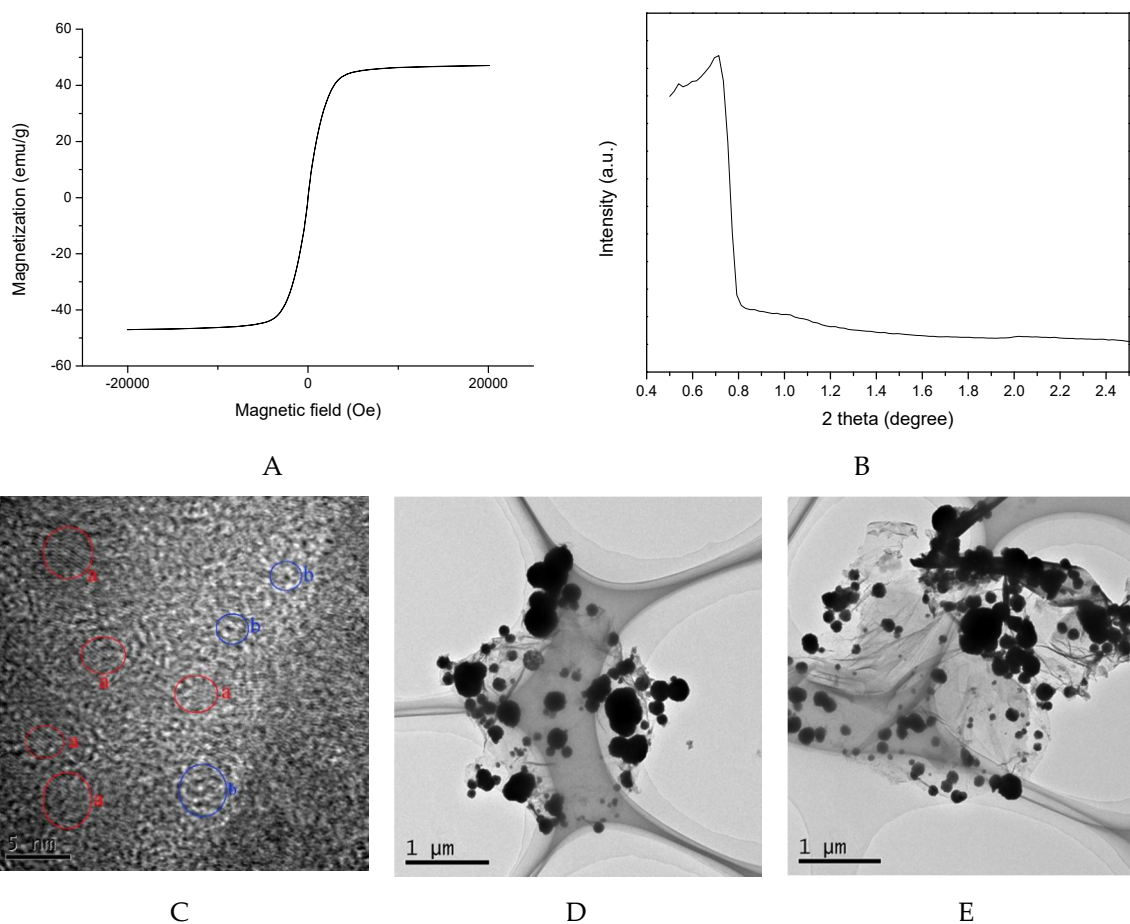 60
40
20
0
-20
-40
-60
Magnetization (emu/g)
-20000 0 20000
Magnetic field (Oe)
A
Intensity (a.u.)
0.4 0.6 0.8 1.0 1.2 1.4 1.6 1.8 2.0 2.2 2.4
2 theta (degree)
B
a
b
b
a
a
a
b
a
5 nm
C
1 μm
D
1 μm
E